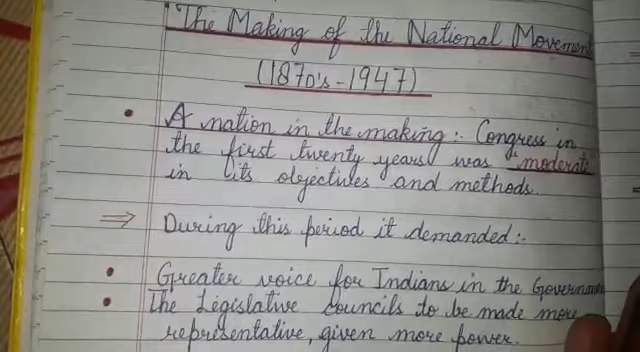 The Making of the National Movement
(1870's - 1947)
• A nation in the making :- Congress in
the first twenty years was "moderate"
in its objectives and methods.
⇒ During this period it demanded :-
• Greater voice for Indians in the Government
• The Legislative councils to be made more
representative, given more power.